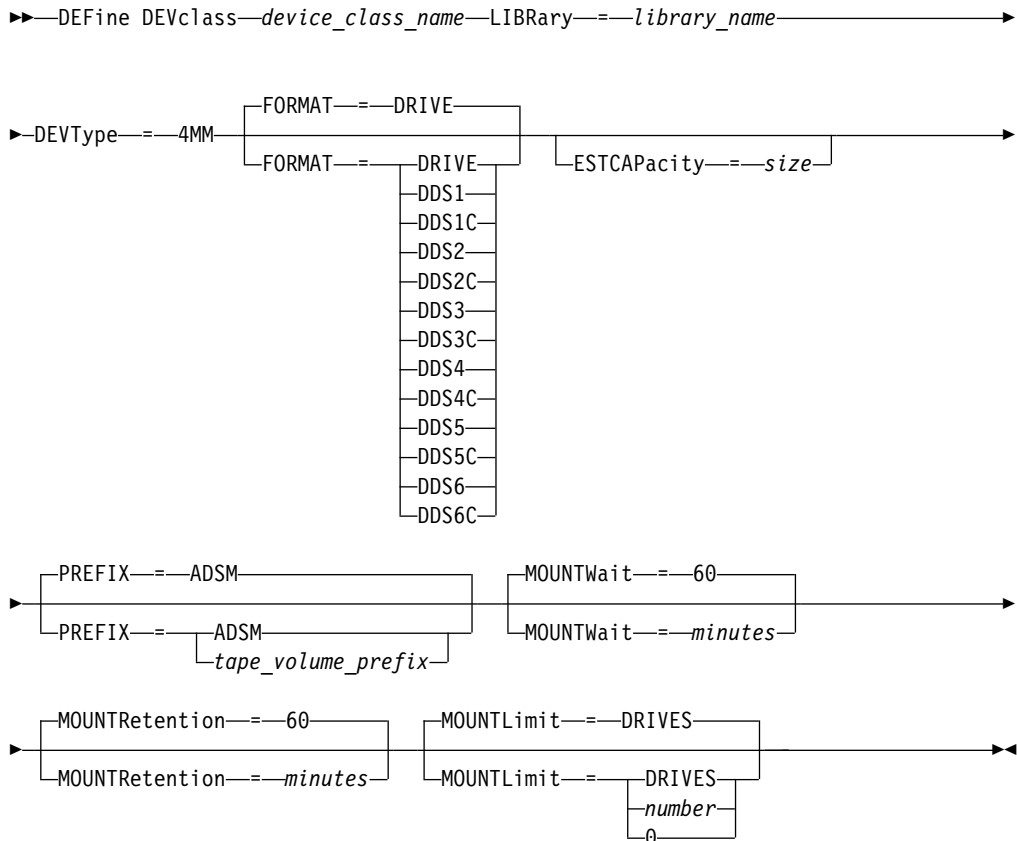 DEFine DEVclass device_class_name LIBRary = library_name
FORMAT = DRIVE
DEVType = 4MM
FORMAT = DRIVE
ESTCAPacity = size
DDS1
DDS1C
DDS2
DDS2C
DDS3
DDS3C
DDS4
DDS4C
DDS5
DDS5C
DDS6
DDS6C
PREFIX = ADSM
MOUNTWait = 60
PREFIX = ADSM
MOUNTWait = minutes
tape_volume_prefix
MOUNTRetention = 60
MOUNTLimit = DRIVES
MOUNTRetention = minutes
MOUNTLimit = DRIVES
number
0